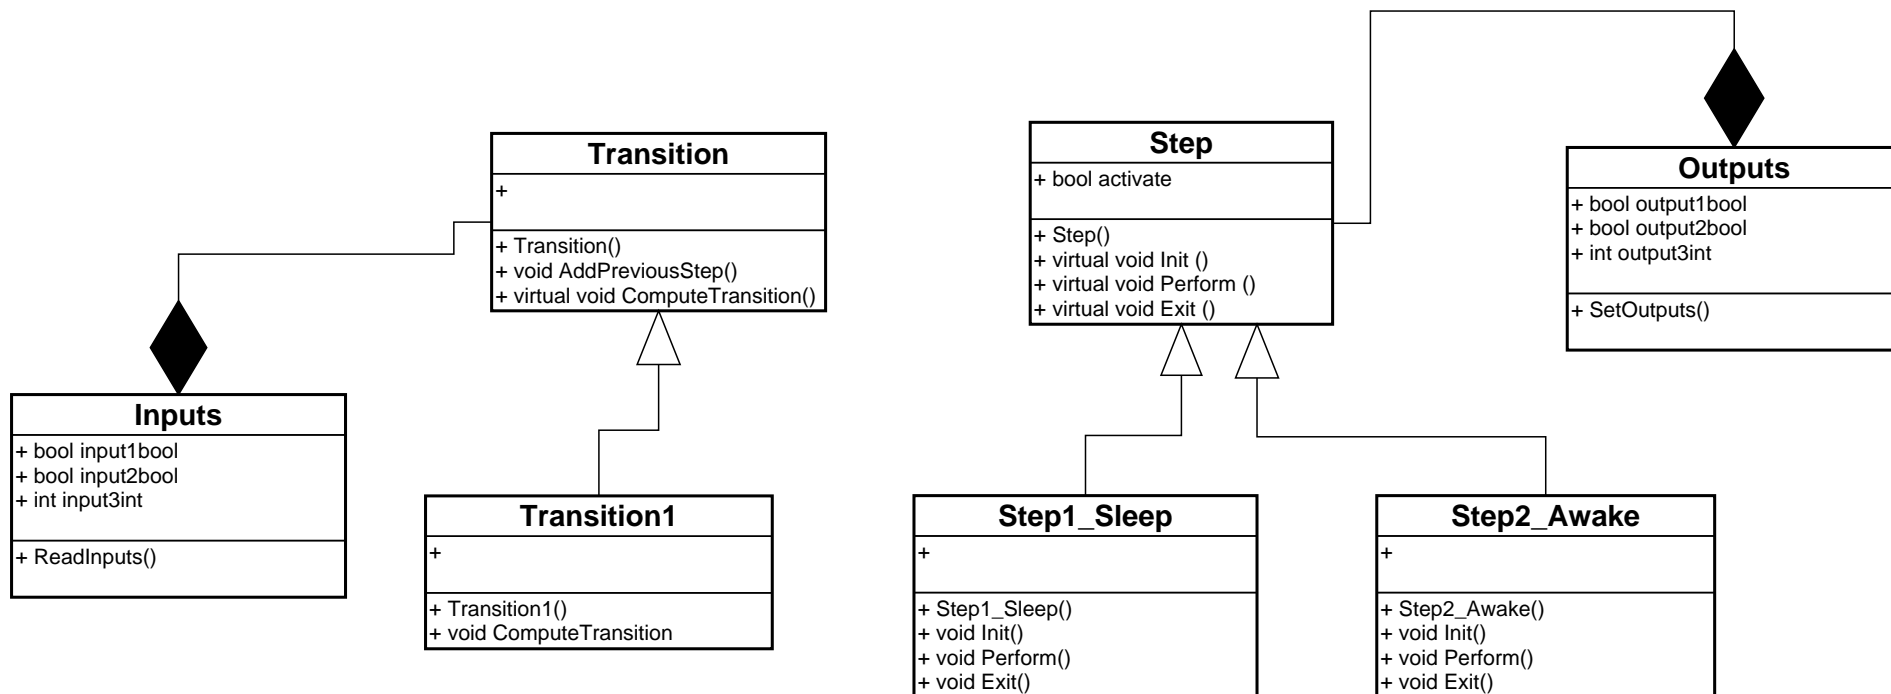 Transition
+
+ Transition()
+ void AddPreviousStep()
+ virtual void ComputeTransition()
Step
+ bool activate
+ Step()
+ virtual void Init ()
+ virtual void Perform ()
+ virtual void Exit ()
Outputs
+ bool output1bool
+ bool output2bool
+ int output3int
+ SetOutputs()
Inputs
+ bool input1bool
+ bool input2bool
+ int input3int
+ ReadInputs()
Transition1
+
+ Transition1()
+ void ComputeTransition
Step1_Sleep
+
+ Step1_Sleep()
+ void Init()
+ void Perform()
+ void Exit()
Step2_Awake
+
+ Step2_Awake()
+ void Init()
+ void Perform()
+ void Exit()